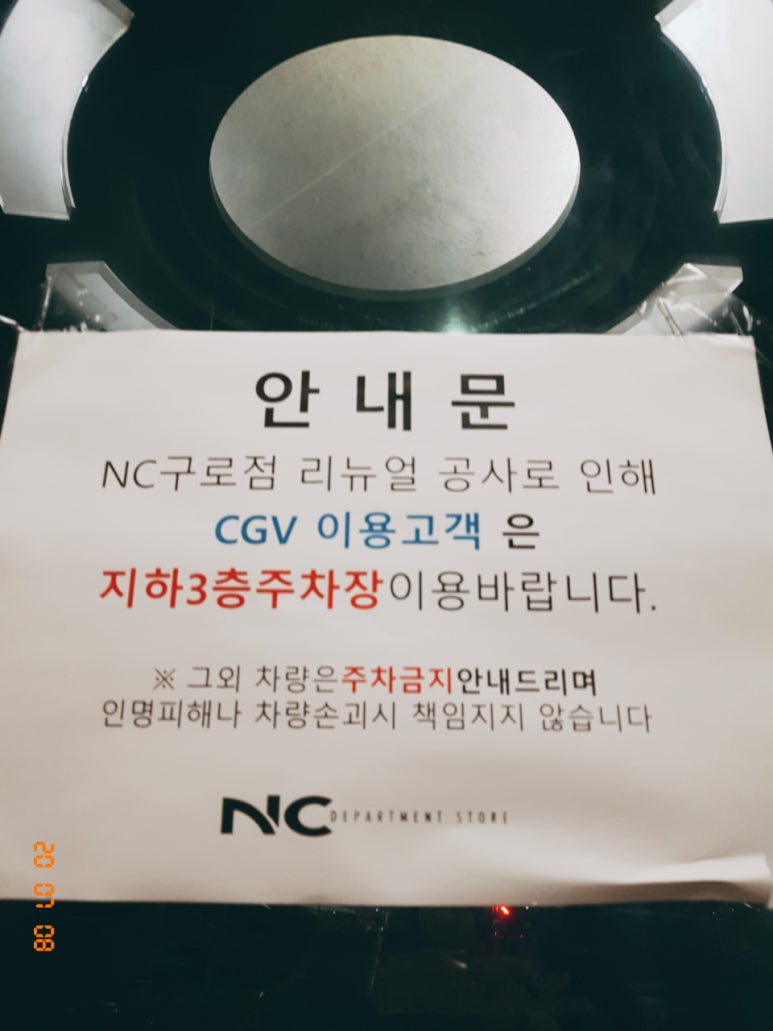 안내문
NC구로점 리뉴얼 공사로 인해
CGV 이용고객 은
지하3층주차장이용바랍니다.
※ 그외 차량은주차금지안내드리며
인명피해나 차량손괴시 책임지지 않습니다
NC DEPARTMENT STORE
20 07 08